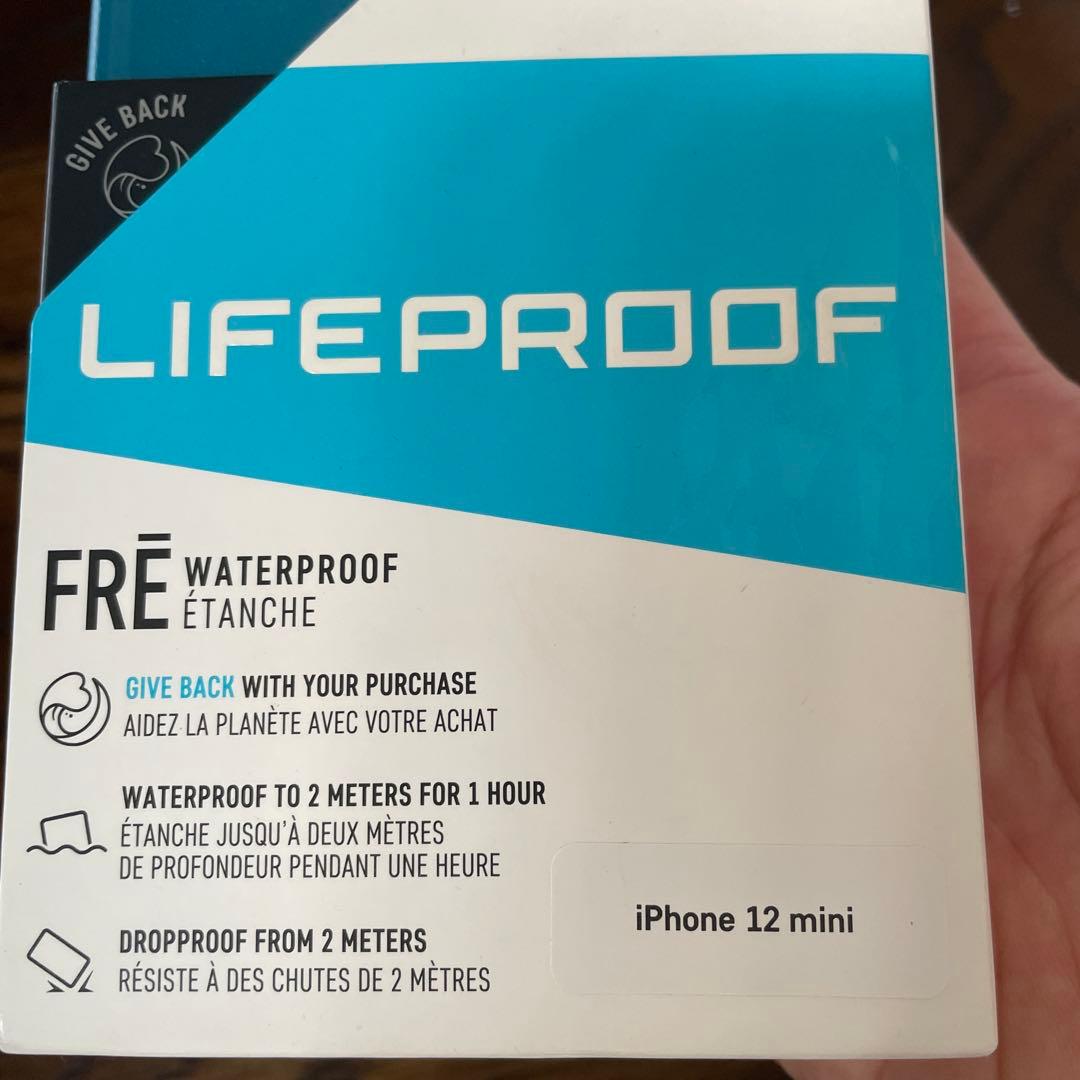 GIVE BACK
LIFEPROOF
FRĒ WATERPROOF
ÉTANCHE
GIVE BACK WITH YOUR PURCHASE
AIDEZ LA PLANÈTE AVEC VOTRE ACHAT
WATERPROOF TO 2 METERS FOR 1 HOUR
ÉTANCHE JUSQU'À DEUX MÈTRES
DE PROFONDEUR PENDANT UNE HEURE
DROPPROOF FROM 2 METERS
RÉSISTE À DES CHUTES DE 2 MÈTRES
iPhone 12 mini